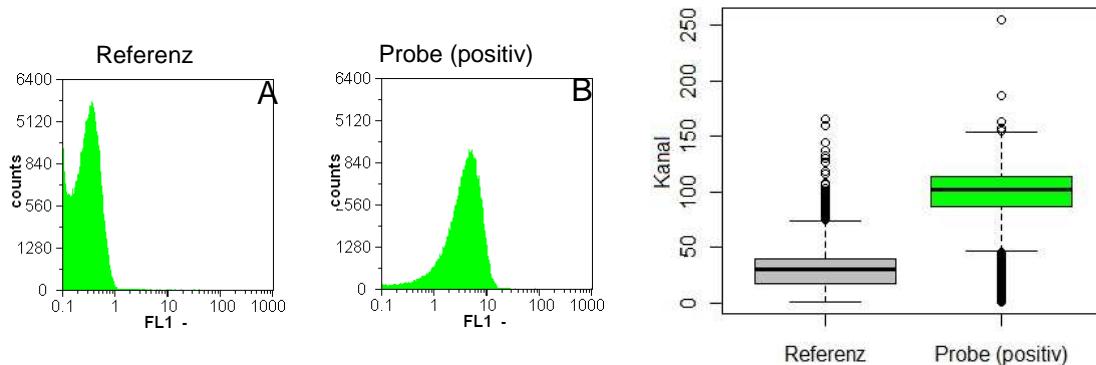 Referenz
A
6400
5120
840
560
1280
0
counts
0.1 1 10 100 1000
FL1 -
Probe (positiv)
B
6400
5120
840
2560
1280
0
counts
0.1 1 10 100 1000
FL1 -
250
200
150
100
50
0
Kanal
Referenz Probe (positiv)